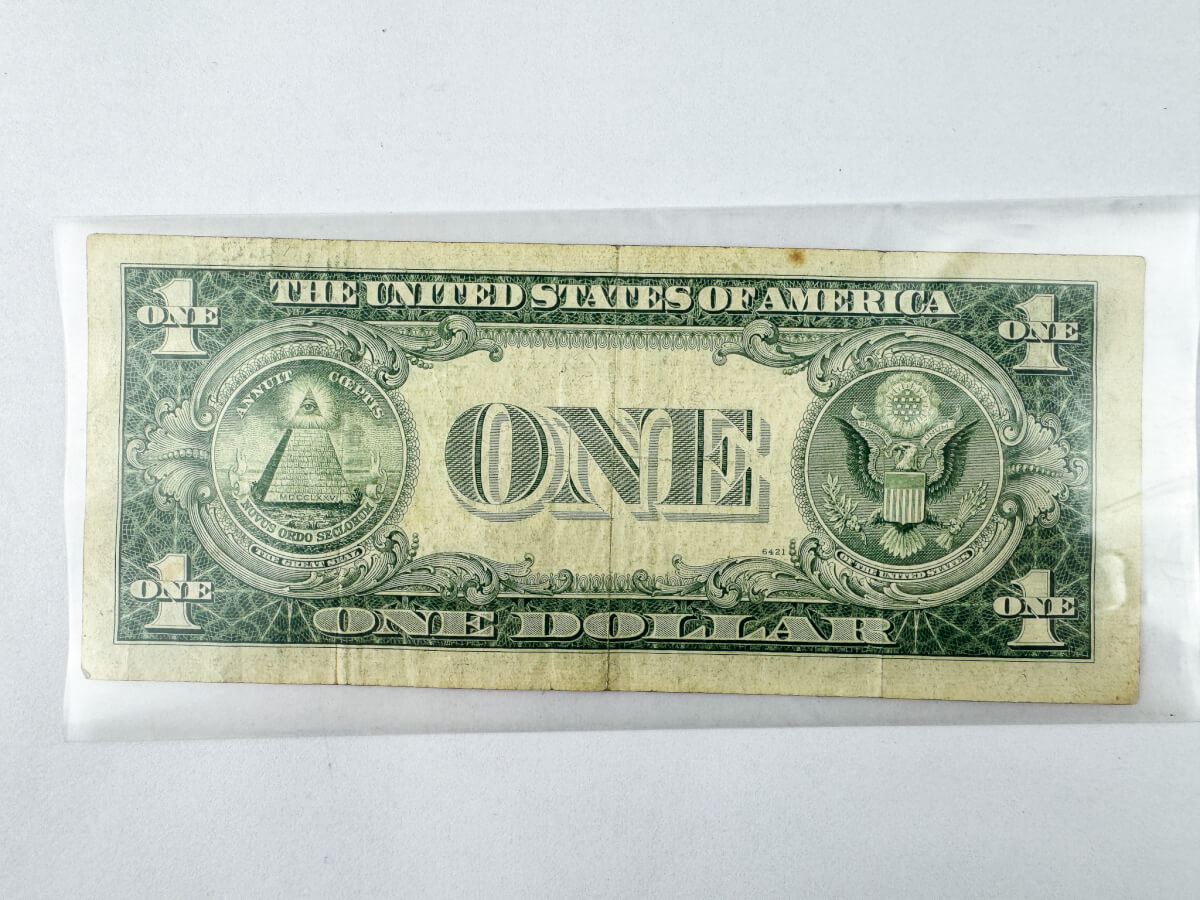 THE UNITED STATES OF AMERICA
1
ONE
1
ONE
ANNUIT CŒPTIS
MDCCLXXVI
NOVUS ORDO SECLORUM
THE GREAT SEAL
ONE
OF THE UNITED STATES
6421
1
ONE
1
ONE
ONE DOLLAR